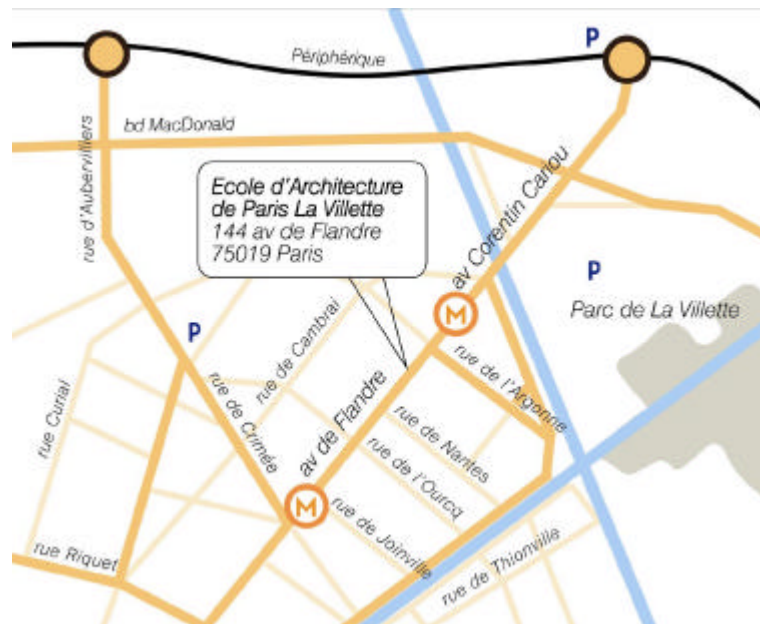 P
Périphérique
bd MacDonald
rue d'Aubervilliers
Ecole d'Architecture
de Paris La Villette
144 av de Flandre
75019 Paris
av Corentin Cariou
P
Parc de La Villette
M
P
rue de Cambrai
rue de l'Argonne
rue Curial
rue de Crimée
av de Flandre
rue de Nantes
rue de l'Ourcq
M
rue de Joinville
rue Riquet
rue de Thionville